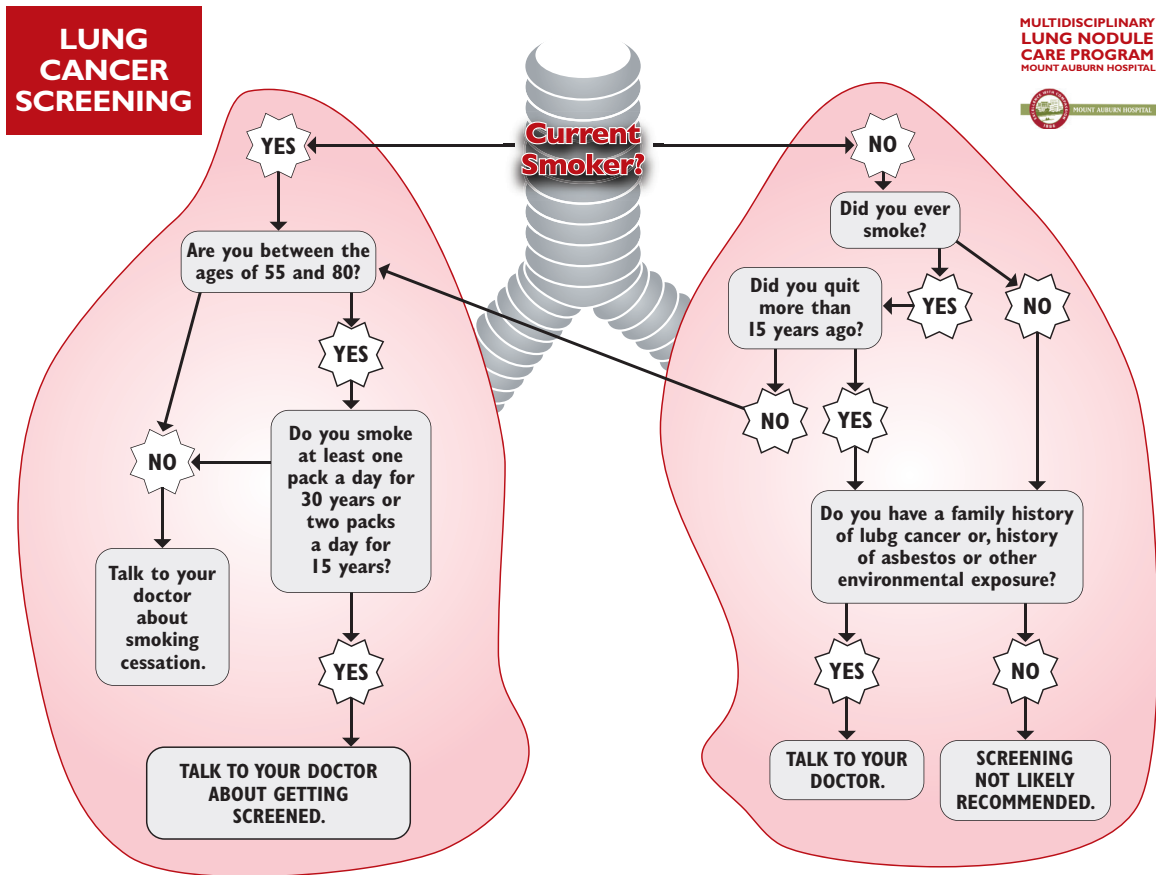 LUNG
CANCER
SCREENING
MULTIDISCIPLINARY
LUNG NODULE
CARE PROGRAM
MOUNT AUBURN HOSPITAL
MOUNT AUBURN HOSPITAL
Current
Smoker?
YES
Are you between the
ages of 55 and 80?
YES
NO
Do you smoke
at least one
pack a day for
30 years or
two packs
a day for
15 years?
Talk to your
doctor
about
smoking
cessation.
YES
TALK TO YOUR DOCTOR
ABOUT GETTING
SCREENED.
NO
Did you ever
smoke?
YES
NO
Did you quit
more than
15 years ago?
NO
YES
Do you have a family history
of lubg cancer or, history
of asbestos or other
environmental exposure?
YES
NO
TALK TO YOUR
DOCTOR.
SCREENING
NOT LIKELY
RECOMMENDED.